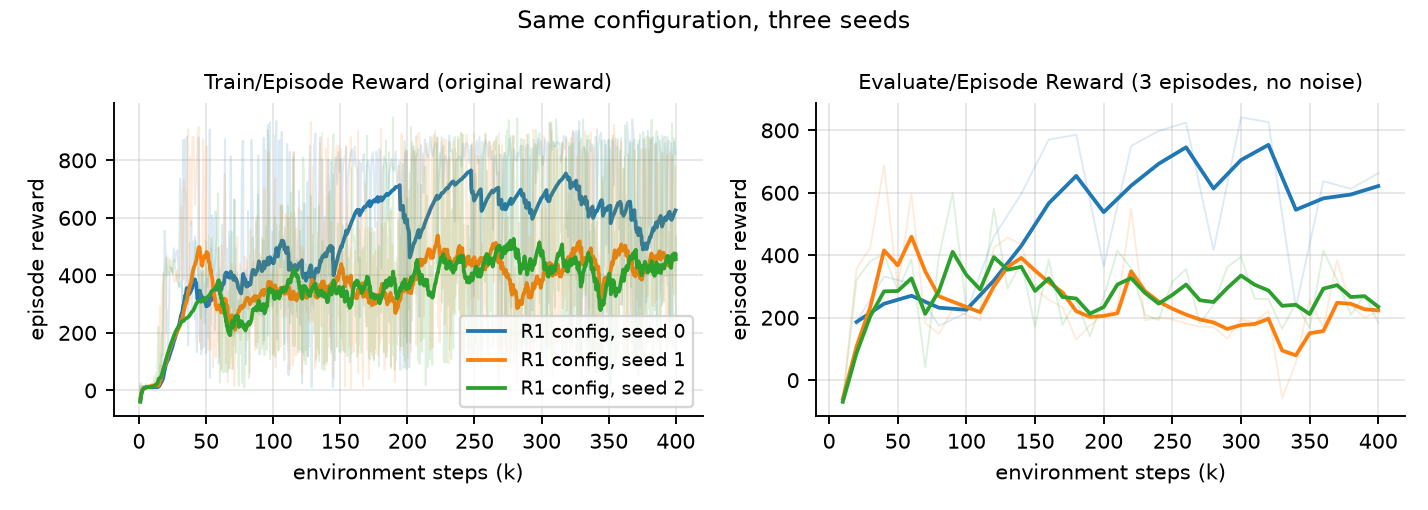 Same configuration, three seeds
Train/Episode Reward (original reward)
episode reward
800
600
400
200
0
R1 config, seed 0
R1 config, seed 1
R1 config, seed 2
0 50 100 150 200 250 300 350 400
environment steps (k)
Evaluate/Episode Reward (3 episodes, no noise)
episode reward
800
600
400
200
0
0 50 100 150 200 250 300 350 400
environment steps (k)